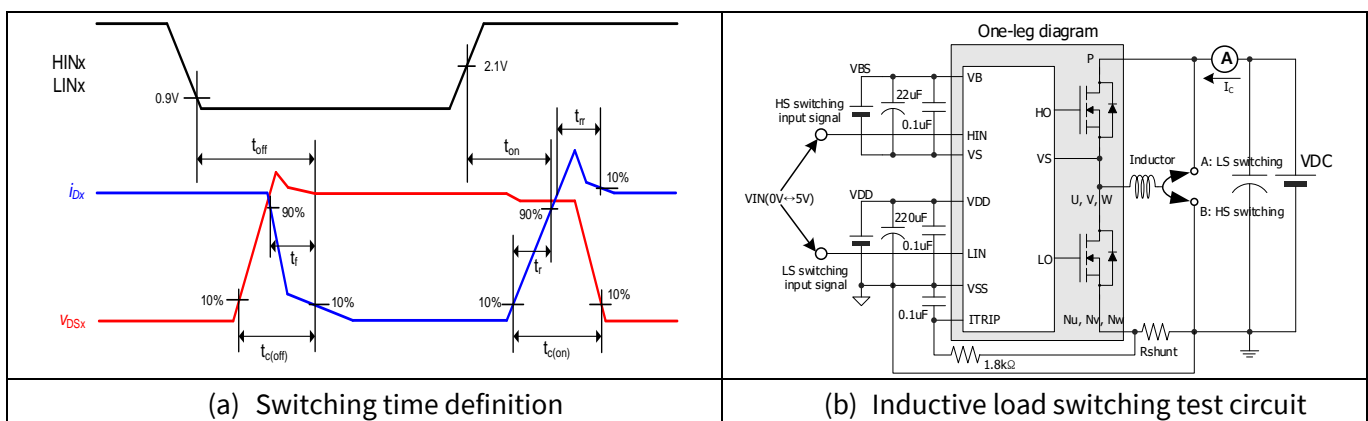 HINx
LINx
0.9V
2.1V
toff
ton
trr
iDx
90%
90%
10%
tf
tr
10%
10%
10%
10%
vDSx
tc(off)
tc(on)
(a) Switching time definition
One-leg diagram
P
A
IC
VBS
VB
22uF
HS switching
input signal
0.1uF
HO
HIN
VS
VS
Inductor
A: LS switching
VDC
VIN(0V↔5V)
VDD
VDD
U, V, W
B: HS switching
220uF
0.1uF
LIN
LO
LS switching
input signal
VSS
0.1uF
ITRIP
Nu, Nv, Nw
Rshunt
1.8kΩ
(b) Inductive load switching test circuit